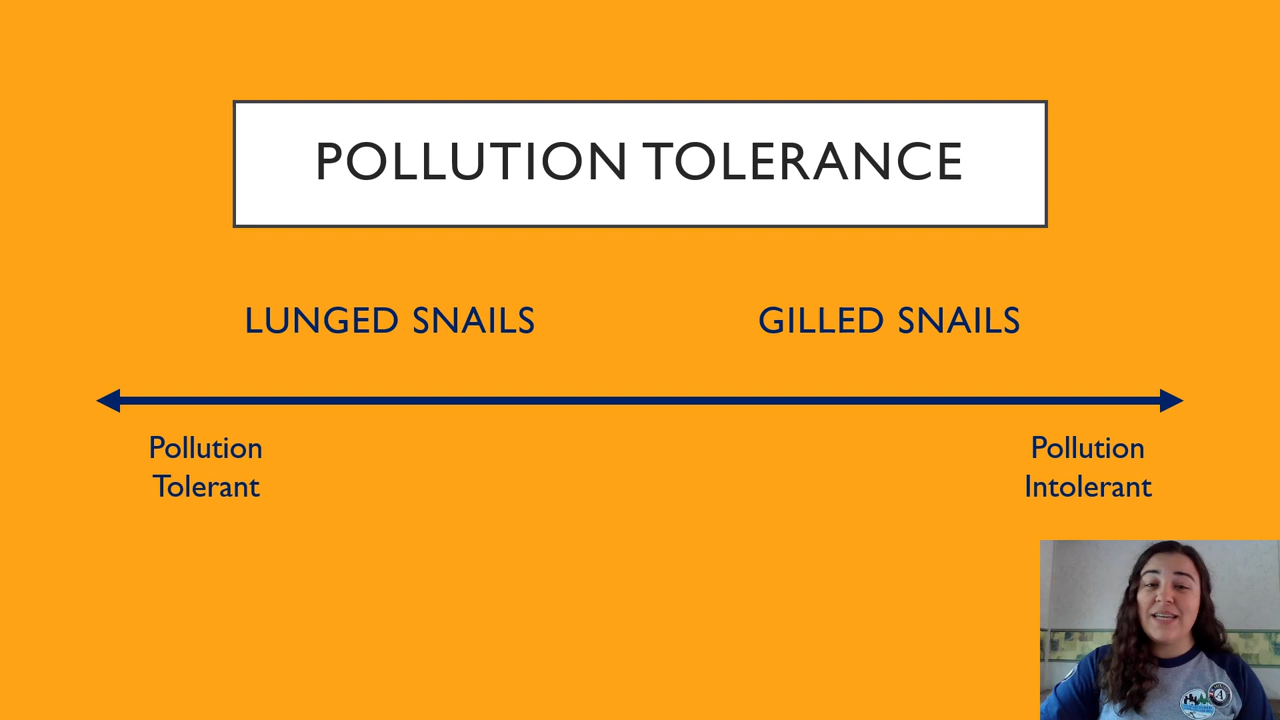 POLLUTION TOLERANCE
LUNGED SNAILS
GILLED SNAILS
Pollution
Tolerant
Pollution
Intolerant